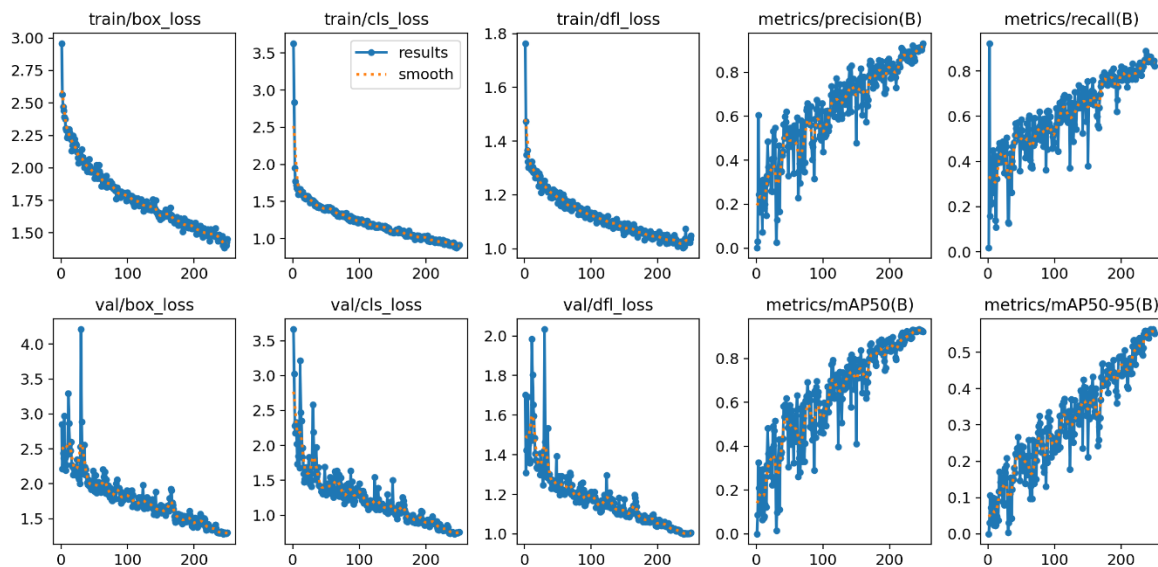 train/box_loss
train/cls_loss
train/dfl_loss
metrics/precision(B)
metrics/recall(B)
3.00
2.75
2.50
2.25
2.00
1.75
1.50
0 100 200
3.5
3.0
2.5
2.0
1.5
1.0
results
smooth
0 100 200
1.8
1.6
1.4
1.2
1.0
0 100 200
0.8
0.6
0.4
0.2
0.0
0 100 200
0.8
0.6
0.4
0.2
0.0
0 100 200
val/box_loss
val/cls_loss
val/dfl_loss
metrics/mAP50(B)
metrics/mAP50-95(B)
4.0
3.5
3.0
2.5
2.0
1.5
0 100 200
3.5
3.0
2.5
2.0
1.5
1.0
0 100 200
2.0
1.8
1.6
1.4
1.2
1.0
0 100 200
0.8
0.6
0.4
0.2
0.0
0 100 200
0.5
0.4
0.3
0.2
0.1
0.0
0 100 200